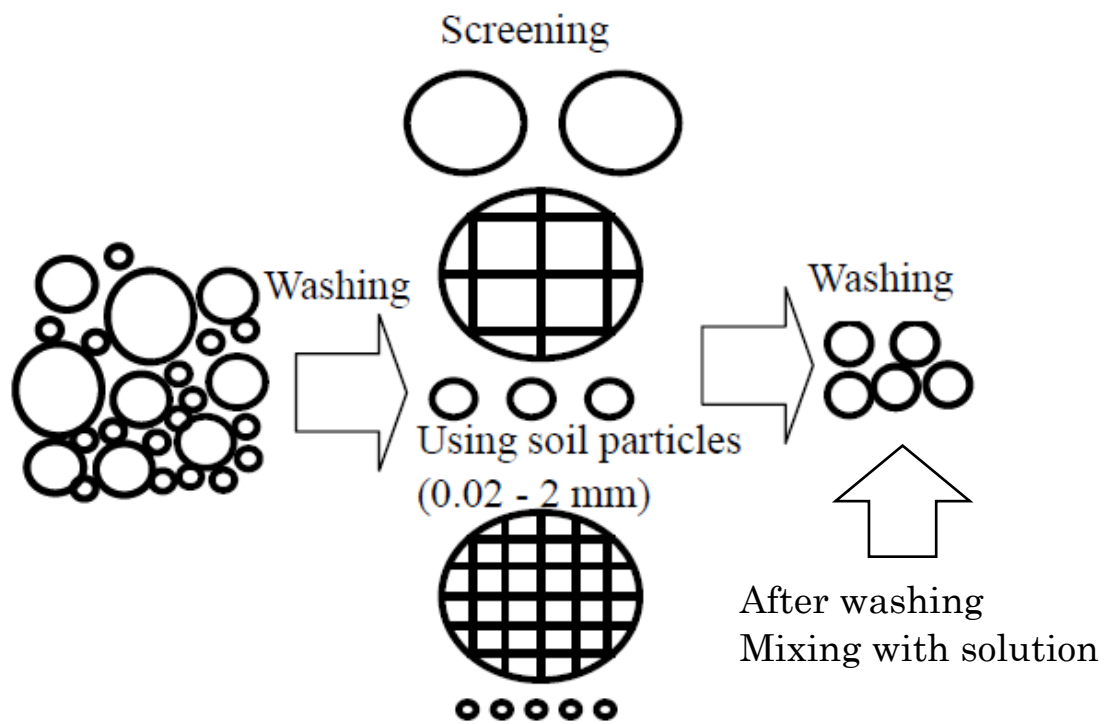 Screening
Washing
Washing
Using soil particles
(0.02 - 2 mm)
After washing
Mixing with solution